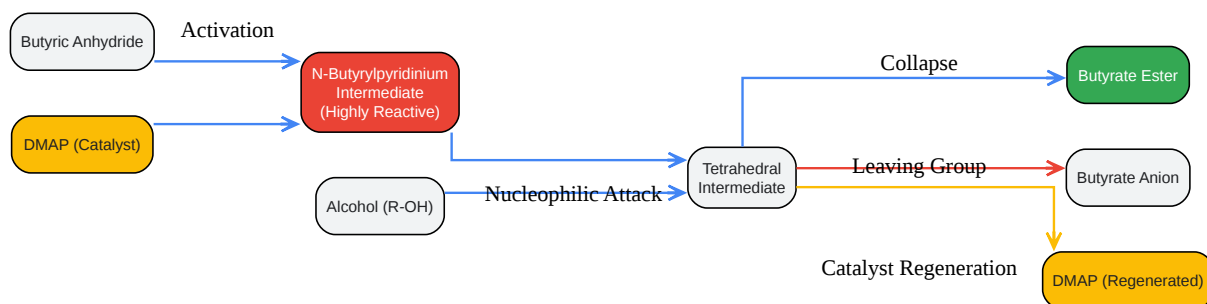 Activation
Butyric Anhydride
N-Butyrylpyridinium
Intermediate
(Highly Reactive)
DMAP (Catalyst)
Alcohol (R-OH)
Nucleophilic Attack
Tetrahedral
Intermediate
Collapse
Butyrate Ester
Leaving Group
Butyrate Anion
Catalyst Regeneration
DMAP (Regenerated)